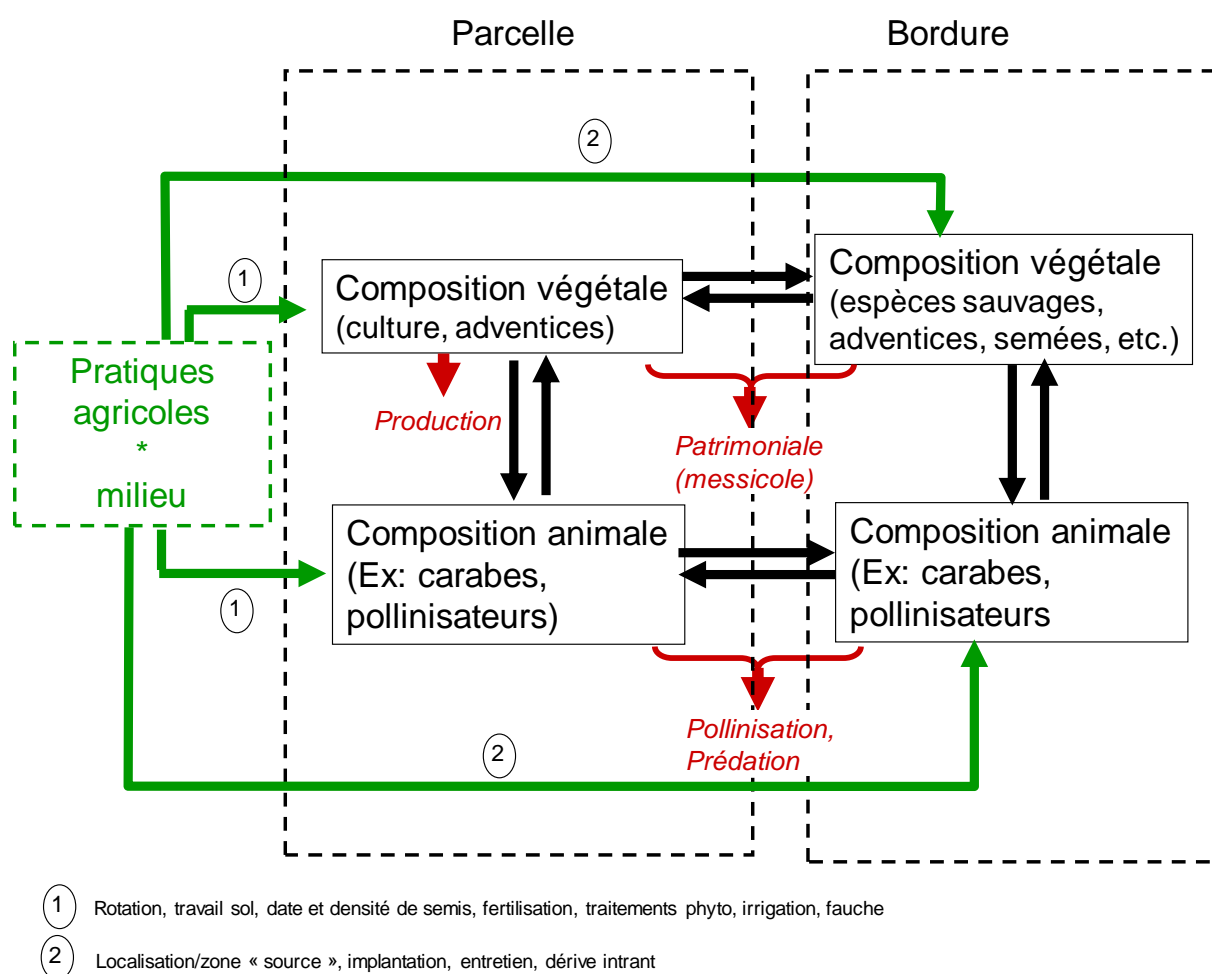 Parcelle
Bordure
2
1
Composition végétale
(culture, adventices)
Composition végétale
(espèces sauvages,
adventices, semées, etc.)
Pratiques
agricoles
*
milieu
Production
Patrimoniale
(messicole)
Composition animale
(Ex: carabes,
pollinisateurs)
Composition animale
(Ex: carabes,
pollinisateurs
1
Pollinisation,
Prédation
2
1 Rotation, travail sol, date et densité de semis, fertilisation, traitements phyto, irrigation, fauche
2 Localisation/zone « source », implantation, entretien, dérive intrant